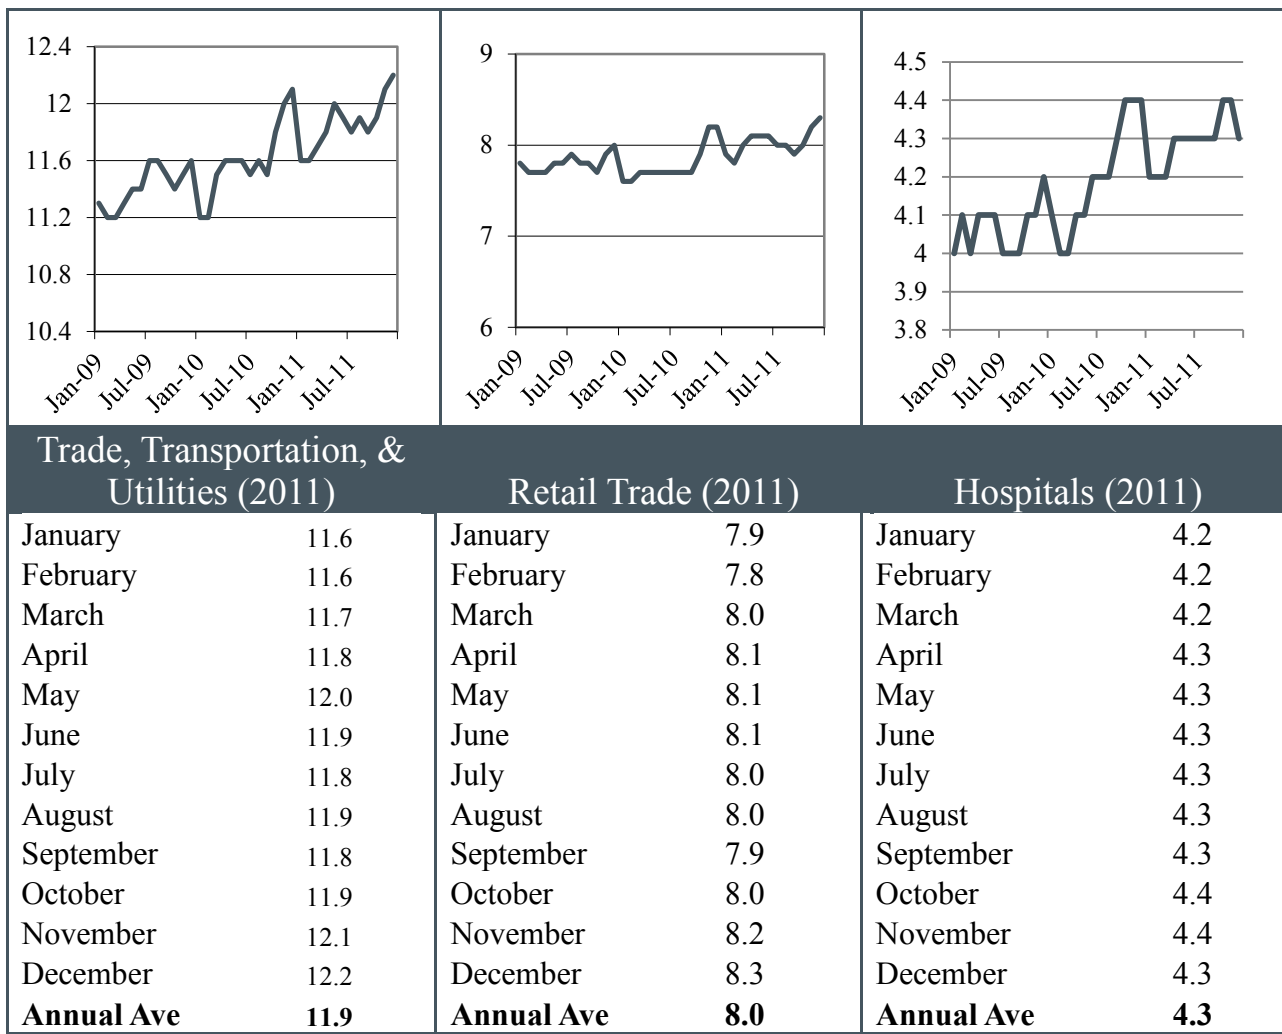 12.4
12
11.6
11.2
10.8
10.4
Jan-09
Jul-09
Jan-10
Jul-10
Jan-11
Jul-11
9
8
7
6
Jan-09
Jul-09
Jan-10
Jul-10
Jan-11
Jul-11
4.5
4.4
4.3
4.2
4.1
4
3.9
3.8
Jan-09
Jul-09
Jan-10
Jul-10
Jan-11
Jul-11
Trade, Transportation, &
Utilities (2011) Retail Trade (2011) Hospitals (2011)
January 11.6 January 7.9 January 4.2
February 11.6 February 7.8 February 4.2
March 11.7 March 8.0 March 4.2
April 11.8 April 8.1 April 4.3
May 12.0 May 8.1 May 4.3
June 11.9 June 8.1 June 4.3
July 11.8 July 8.0 July 4.3
August 11.9 August 8.0 August 4.3
September 11.8 September 7.9 September 4.3
October 11.9 October 8.0 October 4.4
November 12.1 November 8.2 November 4.4
December 12.2 December 8.3 December 4.3
Annual Ave 11.9 Annual Ave 8.0 Annual Ave 4.3